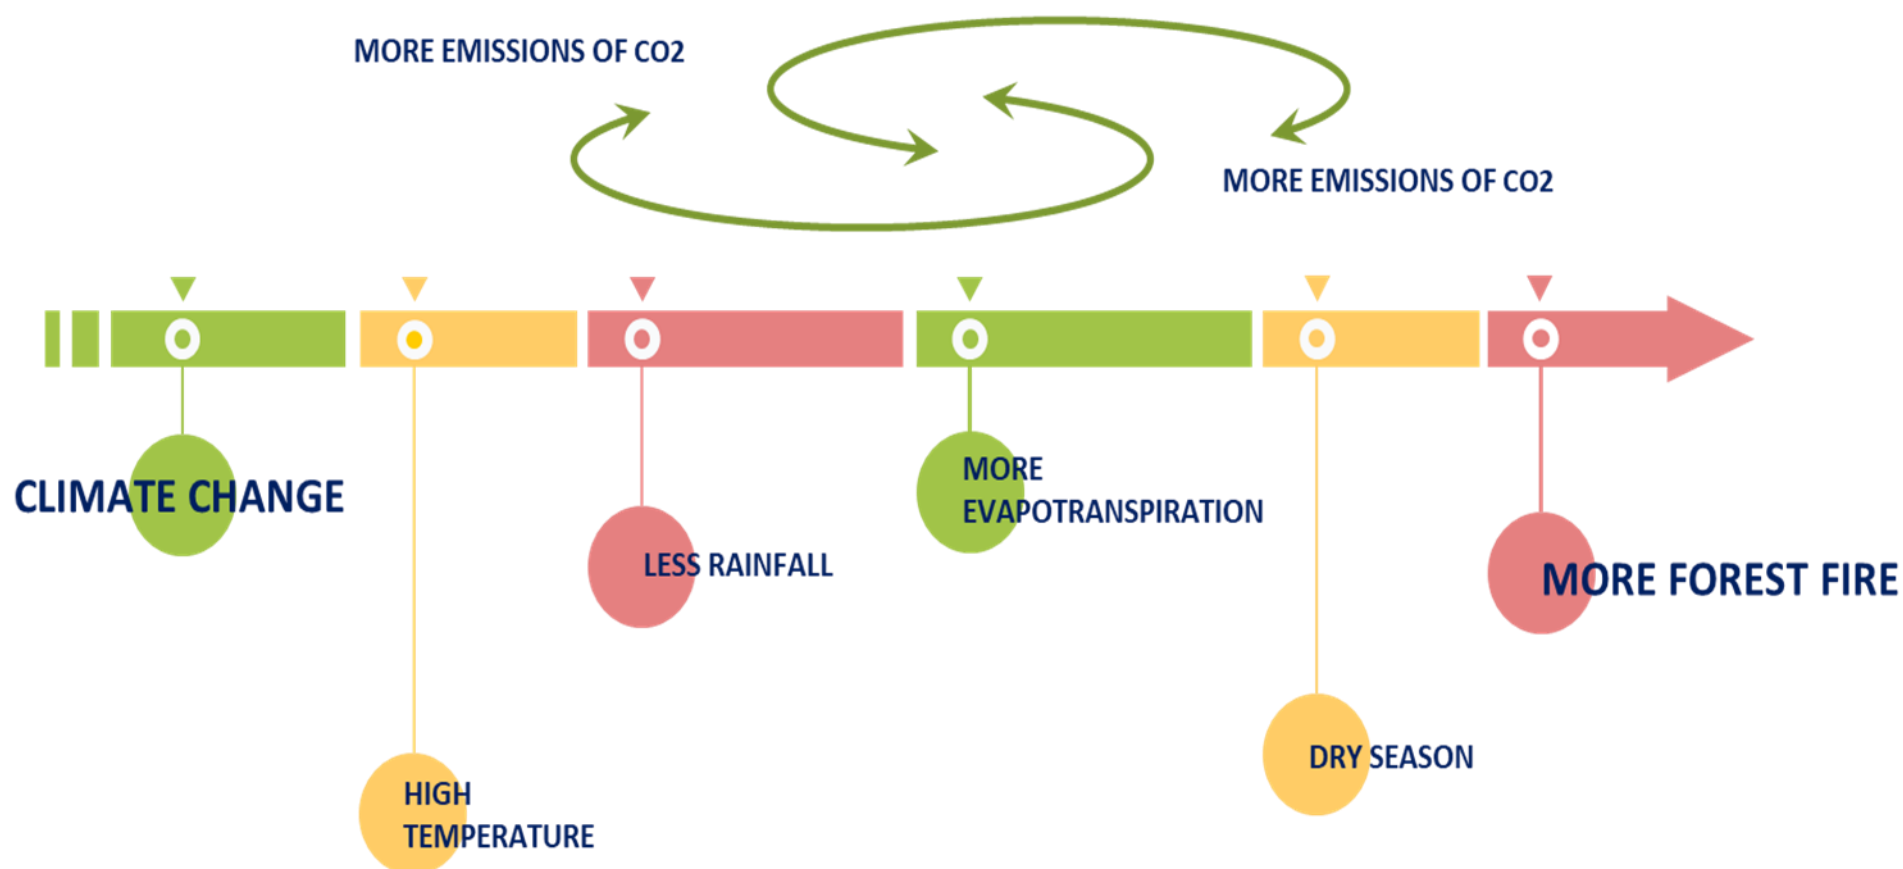 MORE EMISSIONS OF CO2
MORE EMISSIONS OF CO2
CLIMATE CHANGE
HIGH
TEMPERATURE
LESS RAINFALL
MORE
EVAPOTRANSPIRATION
DRY SEASON
MORE FOREST FIRE